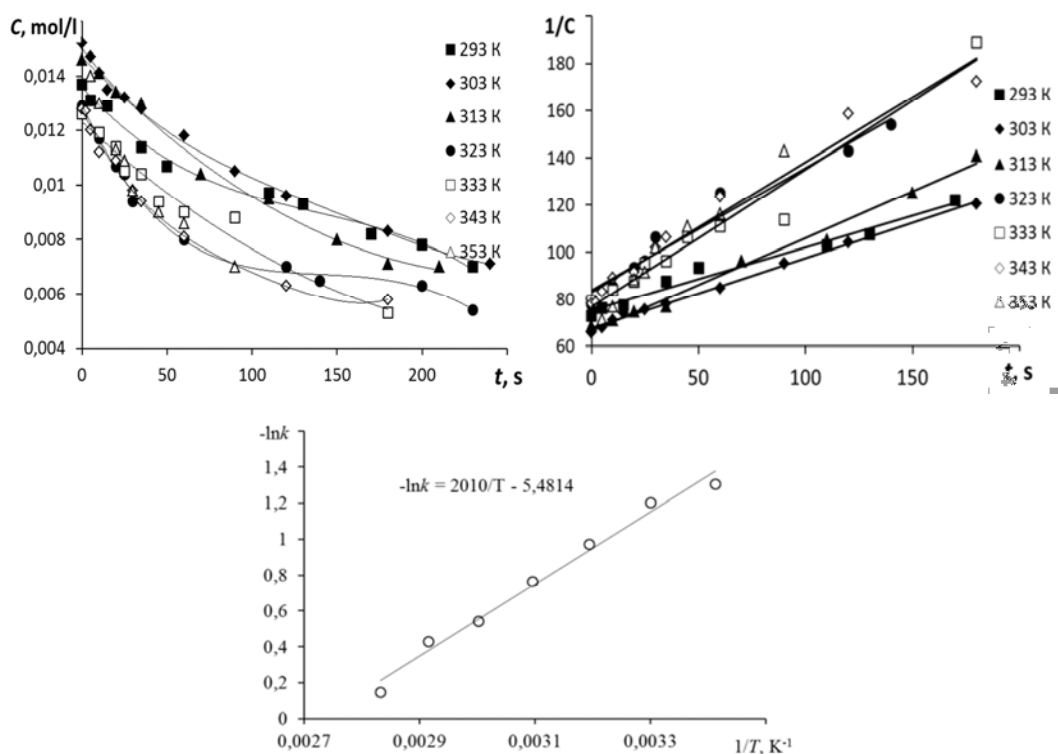 C, mol/l
0,014
0,012
0,01
0,008
0,006
0,004
0
50
100
150
200
t, s
293 K
303 K
313 K
323 K
333 K
343 K
353 K
1/C
180
160
140
120
100
80
60
0
50
100
150
t, s
293 K
303 K
313 K
323 K
333 K
343 K
353 K
-lnk
1,4
1,2
1
0,8
0,6
0,4
0,2
0
-lnk = 2010/T - 5,4814
0,0027
0,0029
0,0031
0,0033
1/T, K-1